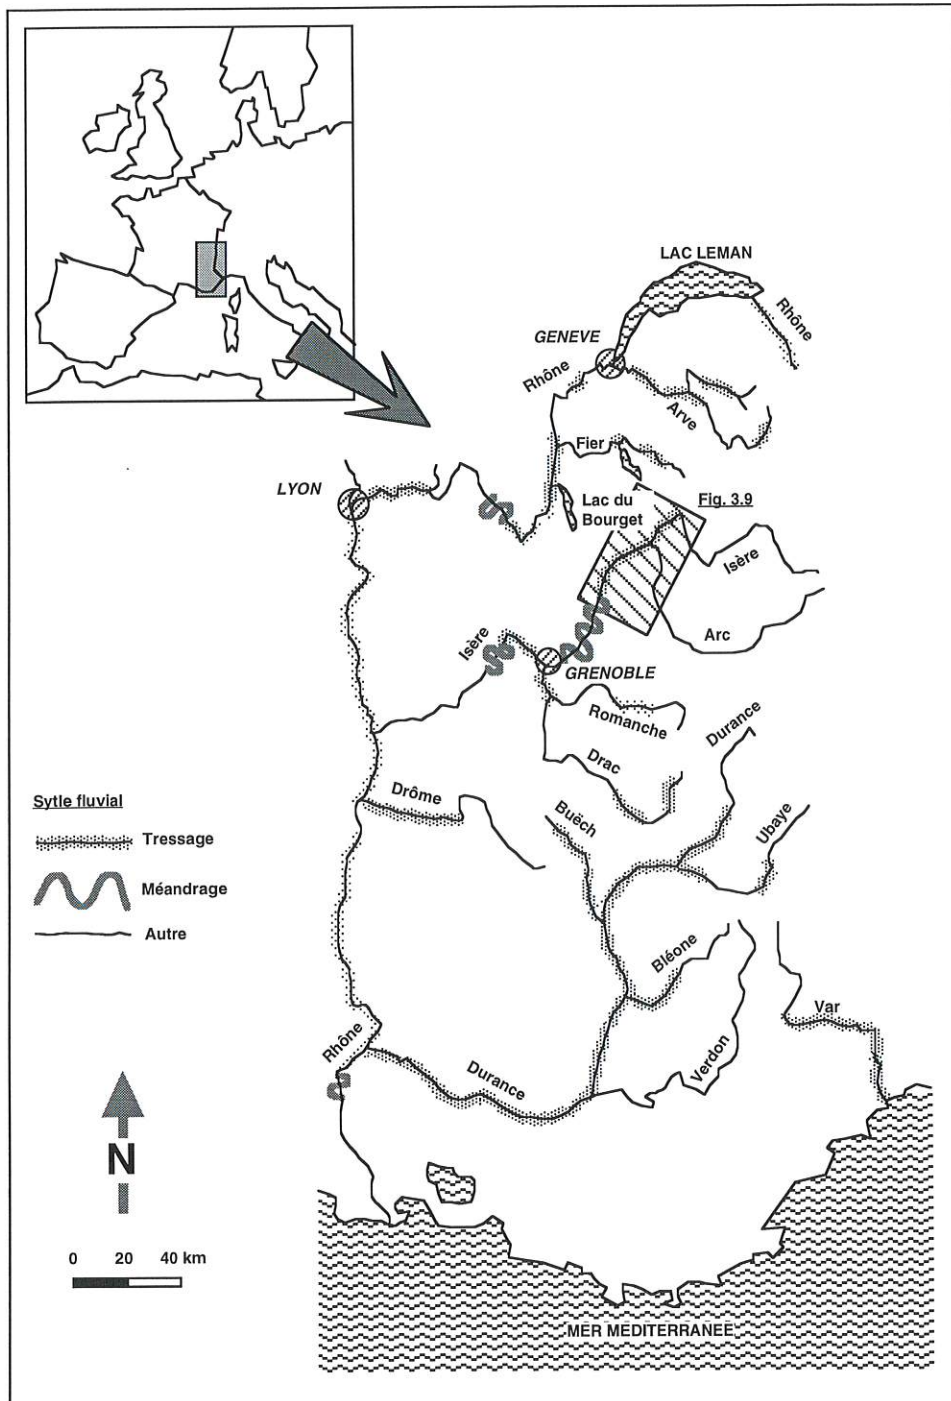 LAC LEMAN
Rhône
GENEVE
Rhône
Arve
Fier
LYON
Lac du
Bourget
Fig. 3.9
Isère
Arc
Isère
GRENOBLE
Romanche
Durance
Drac
Drôme
Buëch
Ubaye
Sytle fluvial
Tressage
Méandrage
Autre
Bléone
Var
Verdon
Rhône
Durance
N
0 20 40 km
MER MEDITERRANEE